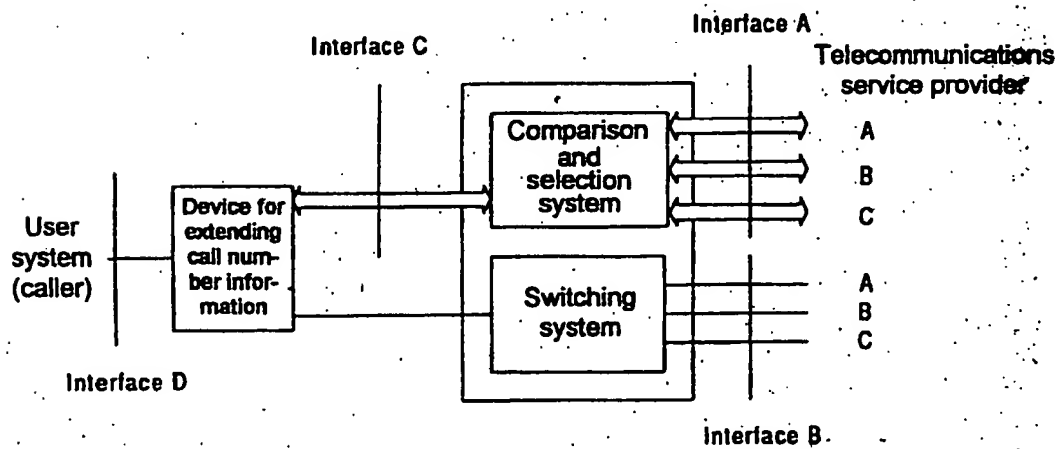 Interface C
Interface A
Telecommunications
service provider
Comparison
and
selection
system
A
B
C
User
system
(caller)
Device for
extending
call num-
ber infor-
mation
Switching
system
A
B
C
Interface D
Interface B